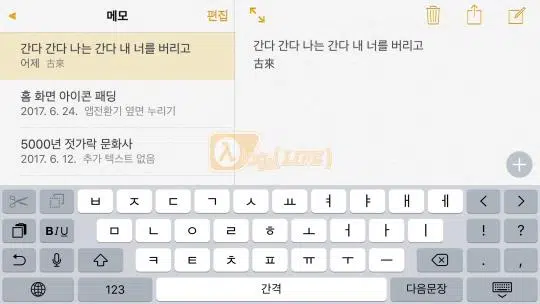 메모
편집
간다 간다 나는 간다 내 너를 버리고
어제 古來
홈 화면 아이콘 패딩
2017. 6. 24. 앱전환기 옆면 누리기
5000년 젓가락 문화사
2017. 6. 12. 추가 텍스트 없음
간다 간다 나는 간다 내 너를 버리고
古來
ㅂ ㅈ ㄷ ㄱ ㅅ ㅛ ㅕ ㅑ ㅐ ㅔ
B I U ㅁ ㄴ ㅇ ㄹ ㅎ ㅗ ㅓ ㅏ ㅣ ! ?
ㅋ ㅌ ㅊ ㅍ ㅠ ㅜ ㅡ . ,
123 간격 다음문장